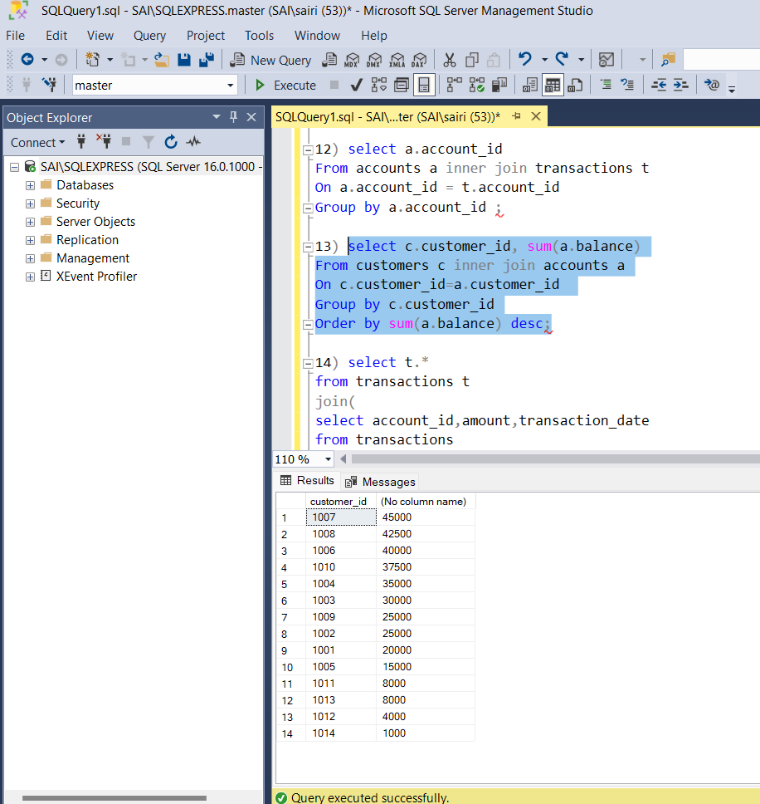 SQLQuery1.sql - SAI\SQLEXPRESS.master (SAI\sairi (53))* - Microsoft SQL Server Management Studio
File Edit View Query Project Tools Window Help
New Query MDX DMX XMLA DAX
master Execute
Object Explorer
Connect
SAI\SQLEXPRESS (SQL Server 16.0.1000 -
Databases
Security
Server Objects
Replication
Management
XEvent Profiler
SQLQuery1.sql - SAI\...ter (SAI\sairi (53))*
12) select a.account_id
From accounts a inner join transactions t
On a.account_id = t.account_id
Group by a.account_id ;
13) select c.customer_id, sum(a.balance)
From customers c inner join accounts a
On c.customer_id=a.customer_id
Group by c.customer_id
Order by sum(a.balance) desc;
14) select t.*
from transactions t
join(
select account_id,amount,transaction_date
from transactions
110 %
Results Messages
customer_id (No column name)
1 1007 45000
2 1008 42500
3 1006 40000
4 1010 37500
5 1004 35000
6 1003 30000
7 1009 25000
8 1002 25000
9 1001 20000
10 1005 15000
11 1011 8000
12 1013 8000
13 1012 4000
14 1014 1000
Query executed successfully.